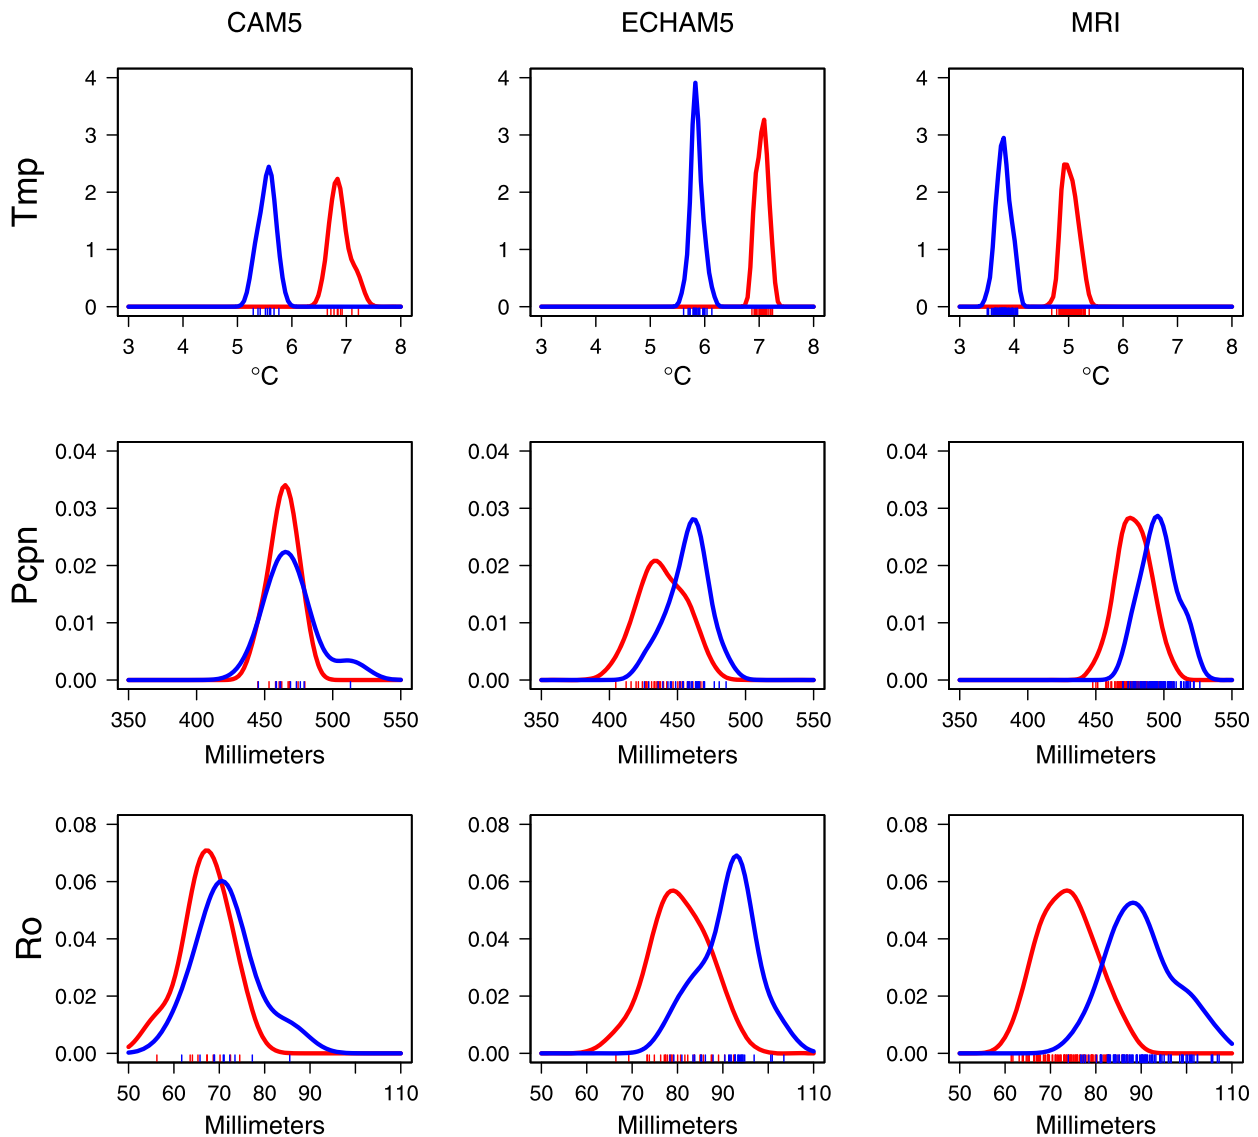 CAM5 ECHAM5 MRI
Tmp
4 4 4
3 3 3
2 2 2
1 1 1
0 0 0
3 4 5 6 7 8 3 4 5 6 7 8 3 4 5 6 7 8
°C °C °C
Pcpn
0.04 0.04 0.04
0.03 0.03 0.03
0.02 0.02 0.02
0.01 0.01 0.01
0.00 0.00 0.00
350 400 450 500 550 350 400 450 500 550 350 400 450 500 550
Millimeters Millimeters Millimeters
Ro
0.08 0.08 0.08
0.06 0.06 0.06
0.04 0.04 0.04
0.02 0.02 0.02
0.00 0.00 0.00
50 60 70 80 90 110 50 60 70 80 90 110 50 60 70 80 90 110
Millimeters Millimeters Millimeters